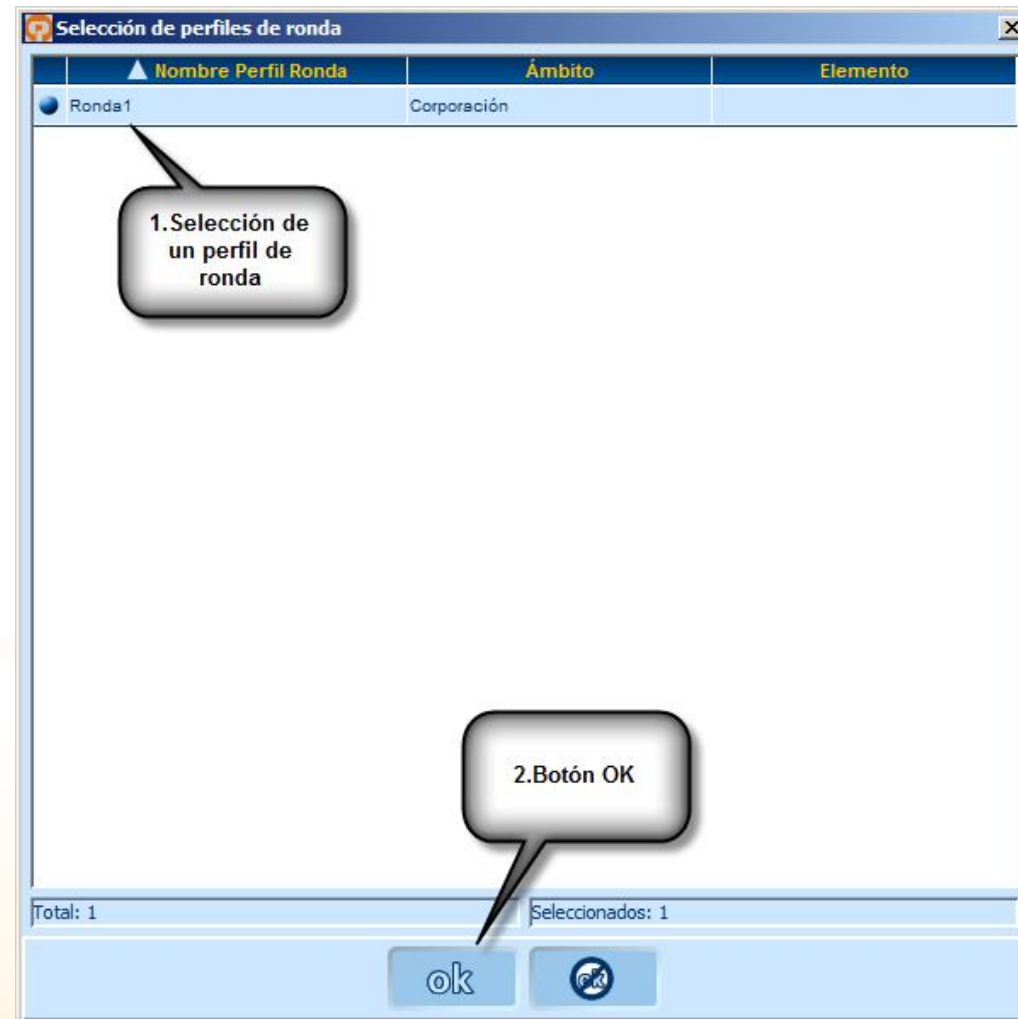 Selección de perfiles de ronda
Nombre Perfil Ronda Ámbito Elemento
Ronda1 Corporación
1.Selección de
un perfil de
ronda
2.Botón OK
Total: 1 Seleccionados: 1
ok ok